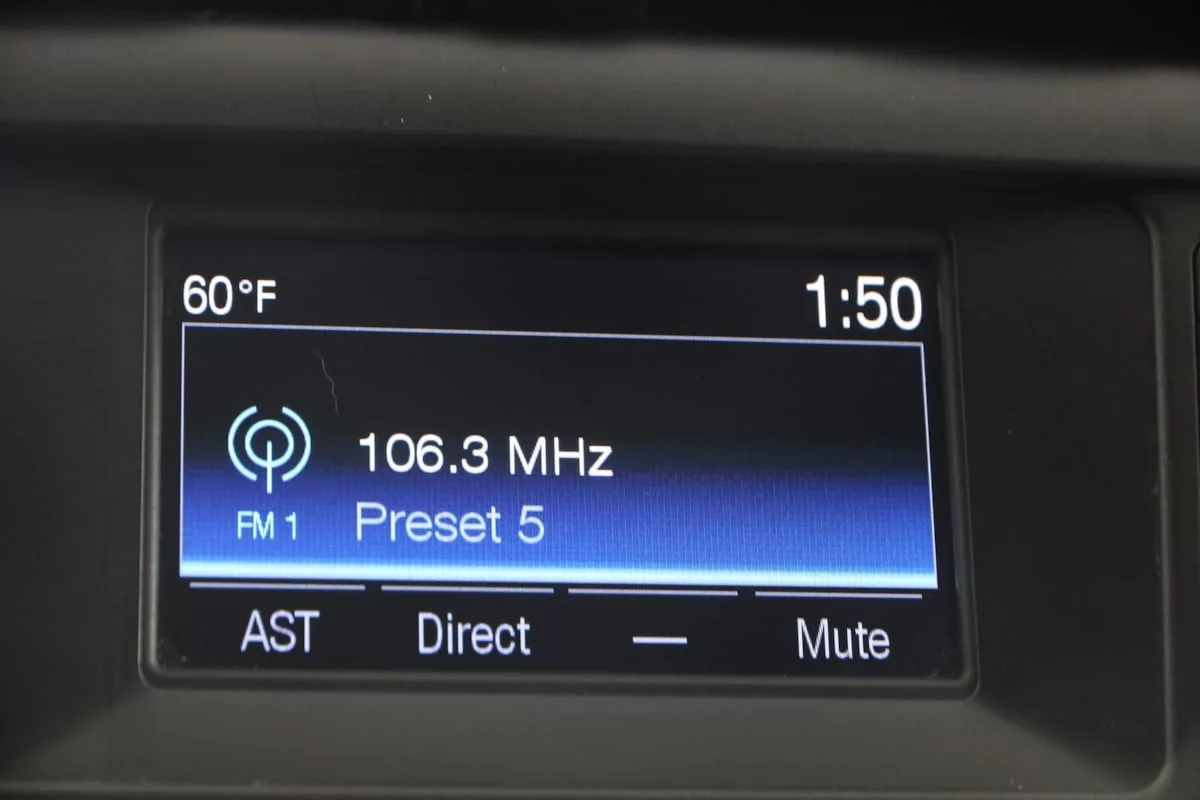 60°F 1:50
106.3 MHz
FM 1 Preset 5
AST Direct — Mute